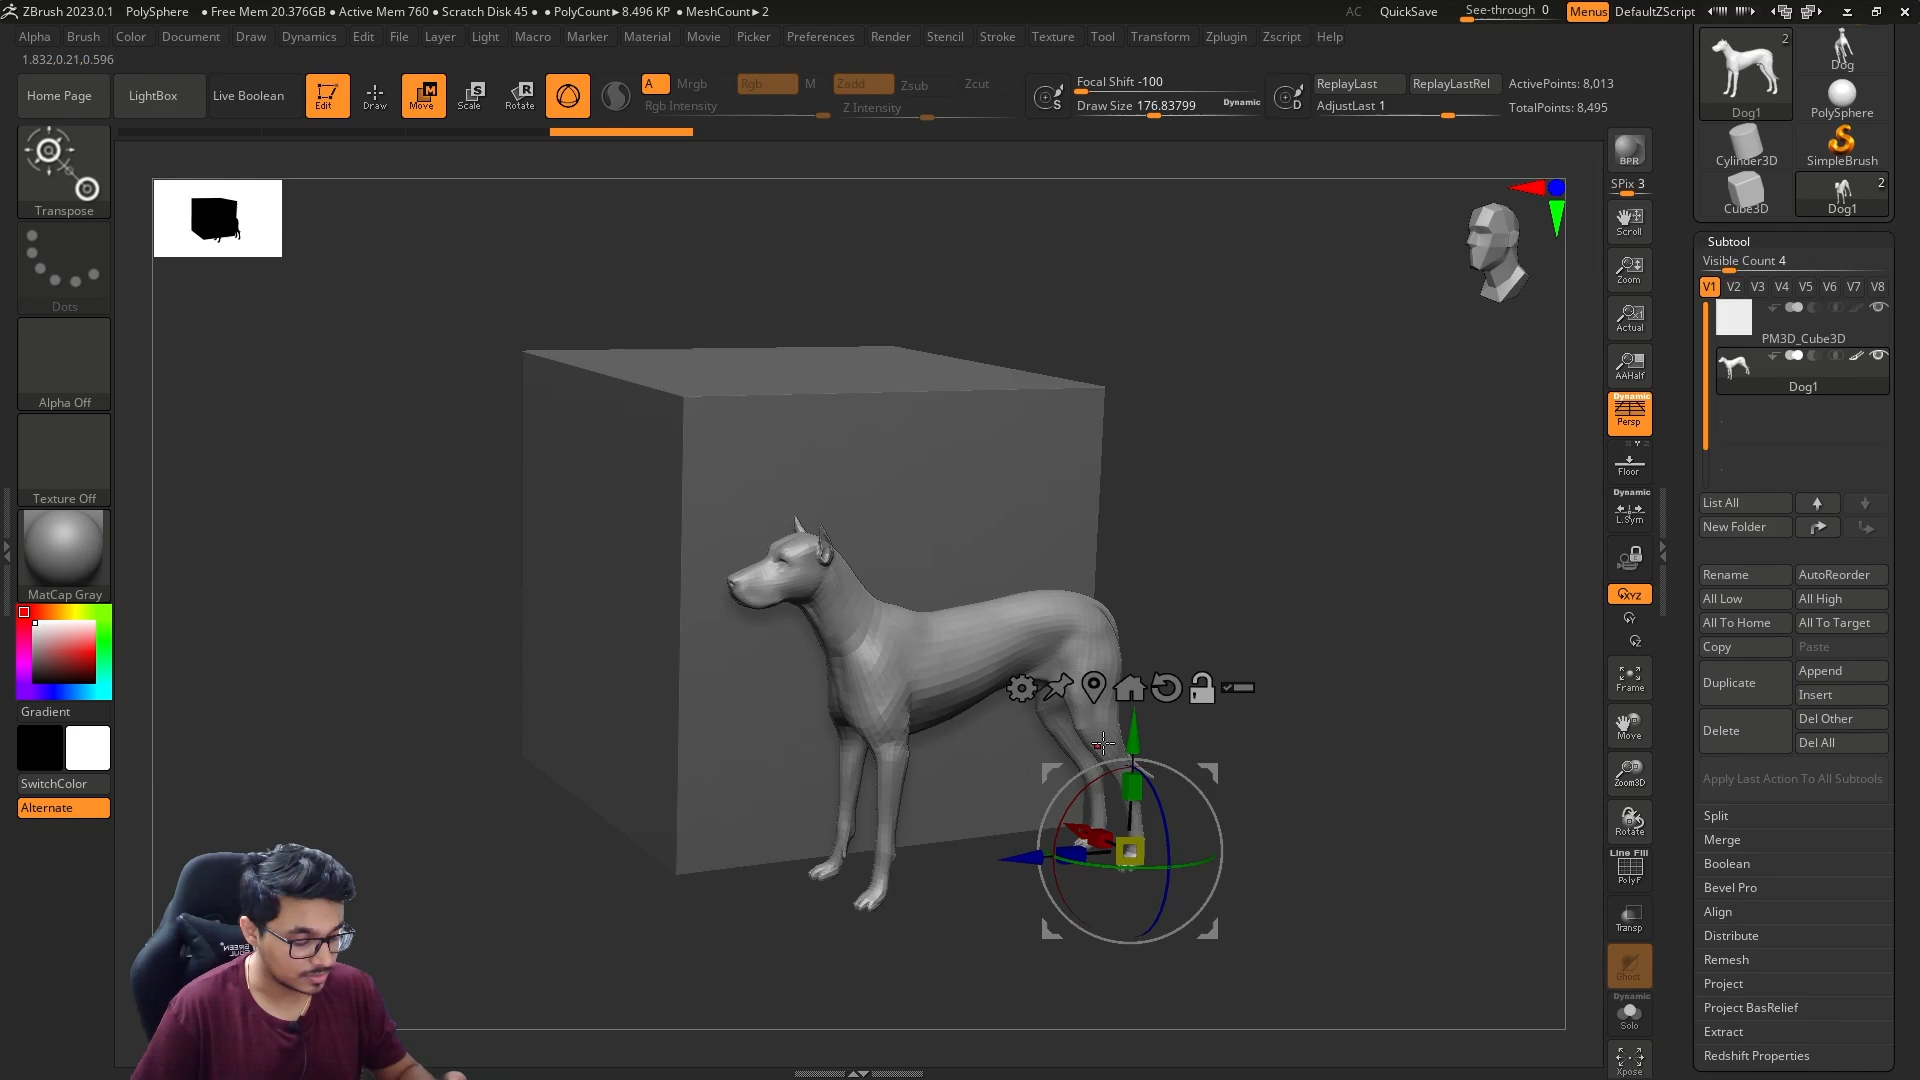 ZBrush 2023.0.1 PolySphere ● Free Mem 20.376GB ● Active Mem 760 ● Scratch Disk 45 ● ● PolyCount► 8.496 KP ● MeshCount► 2
AC QuickSave See-through 0 Menus DefaultZScript
Alpha Brush Color Document Draw Dynamics Edit File Layer Light Macro Marker Material Movie Picker Preferences Render Stencil Stroke Texture Tool Transform Zplugin Zscript Help
1.832,0.21,0.596
Home Page LightBox Live Boolean Edit Draw Move Scale Rotate
A Mrgb Rgb M Zadd Zsub Zcut
Rgb Intensity Z Intensity
Focal Shift -100
Draw Size 176.83799 Dynamic
S D
ReplayLast ReplayLastRel ActivePoints: 8,013
AdjustLast 1 TotalPoints: 8,495
Transpose
Dots
Alpha Off
Texture Off
MatCap Gray
Gradient
SwitchColor
Alternate
BPR
SPix 3
Scroll
Zoom
Actual
AAHalf
Dynamic
Persp
Floor
Dynamic
L.Sym
XYZ
Frame
Move
Zoom3D
Rotate
Line Fill
PolyF
Transp
Ghost
Dynamic
Solo
Xpose
2
Dog1
Dog
PolySphere
Cylinder3D
SimpleBrush
Cube3D
2
Dog1
Subtool
Visible Count 4
V1 V2 V3 V4 V5 V6 V7 V8
PM3D_Cube3D
Dog1
List All
New Folder
Rename AutoReorder
All Low All High
All To Home All To Target
Copy Paste
Duplicate Append
Insert
Delete Del Other
Del All
Apply Last Action To All Subtools
Split
Merge
Boolean
Bevel Pro
Align
Distribute
Remesh
Project
Project BasRelief
Extract
Redshift Properties